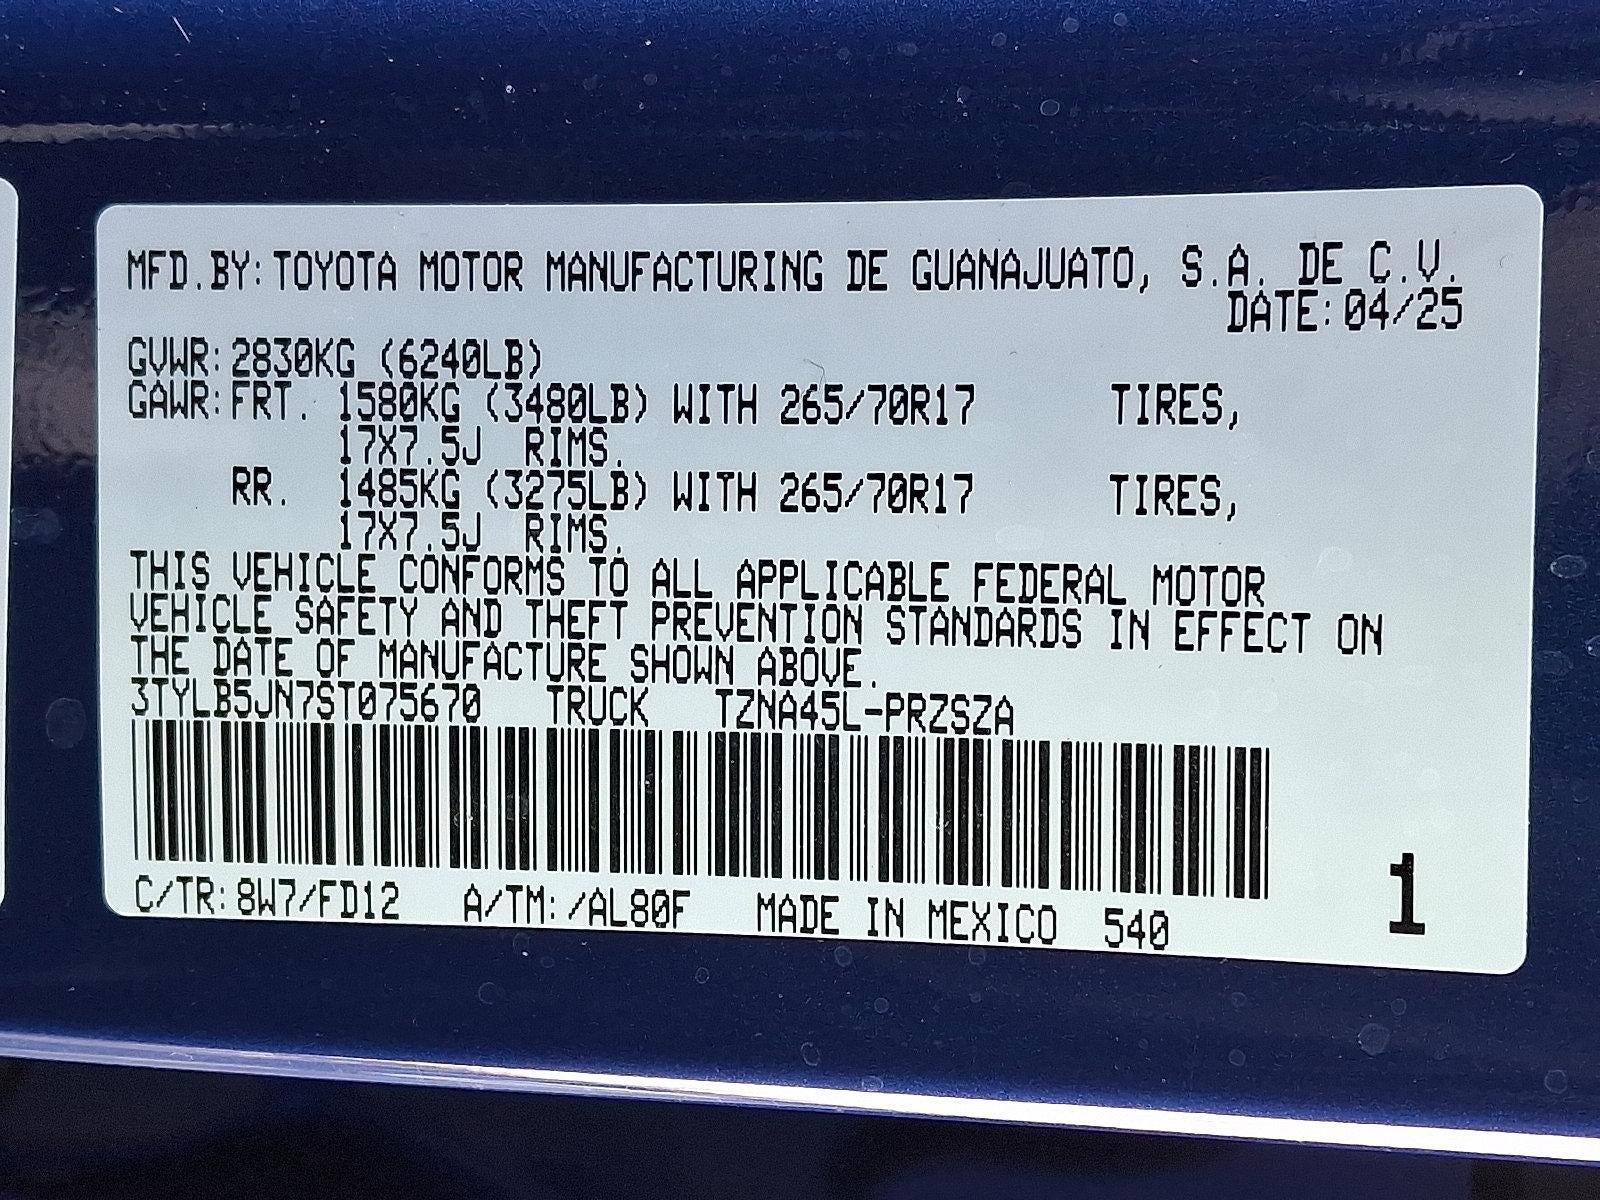 MFD.BY: TOYOTA MOTOR MANUFACTURING DE GUANAJUATO, S.A. DE C.V.
DATE: 04/25
GVWR: 2830KG (6240LB)
GAWR: FRT. 1580KG (3480LB) WITH 265/70R17 TIRES,
17X7.5J RIMS.
RR. 1485KG (3275LB) WITH 265/70R17 TIRES,
17X7.5J RIMS.
THIS VEHICLE CONFORMS TO ALL APPLICABLE FEDERAL MOTOR
VEHICLE SAFETY AND THEFT PREVENTION STANDARDS IN EFFECT ON
THE DATE OF MANUFACTURE SHOWN ABOVE.
3TYLB5JN7ST075670 TRUCK TZNA45L-PRZSZA
C/TR: 8W7/FD12 A/TM: /AL80F MADE IN MEXICO 540
1